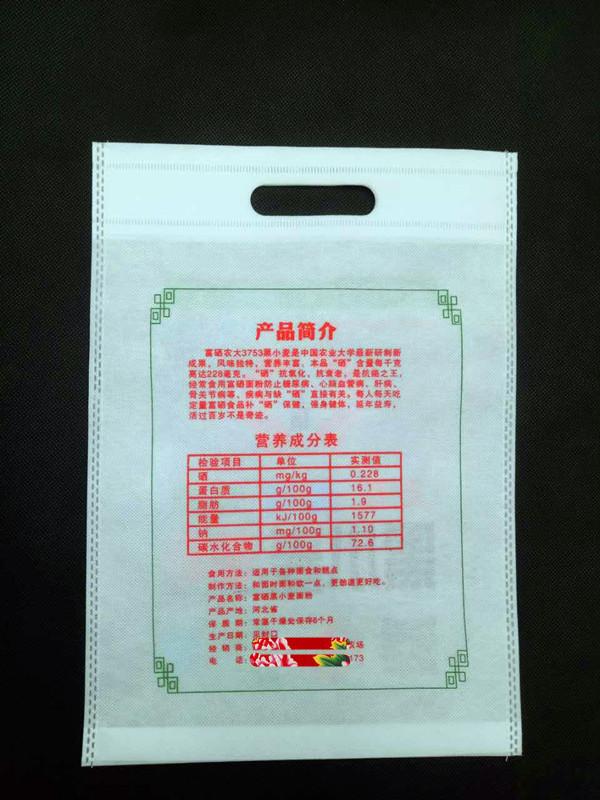 产品简介
富硒农大3753黑小麦是中国农业大学最新研制新
成果，风味独特，营养丰富。本品“硒”含量每千克
高达228毫克。“硒”抗氧化，抗衰老，是抗癌之王，
经常食用富硒面粉防止糖尿病、心脑血管病、肝病、
骨关节病等，疾病与缺“硒”直接有关。每人每天吃
定量富硒食品补“硒”保健，强身健体，延年益寿，
活过百岁不是奇迹。
营养成分表
检验项目 单位 实测值
硒 mg/kg 0.228
蛋白质 g/100g 16.1
脂肪 g/100g 1.9
能量 kJ/100g 1577
钠 mg/100g 1.10
碳水化合物 g/100g 72.6
食用方法：适用于各种面食和糕点
制作方法：和面时面和软一点，更劲道更好吃。
产品名称：富硒黑小麦面粉
产品产地：河北省
保质期：常温干燥处保存6个月
生产日期：见封口
经销商： 农场
电话： 173